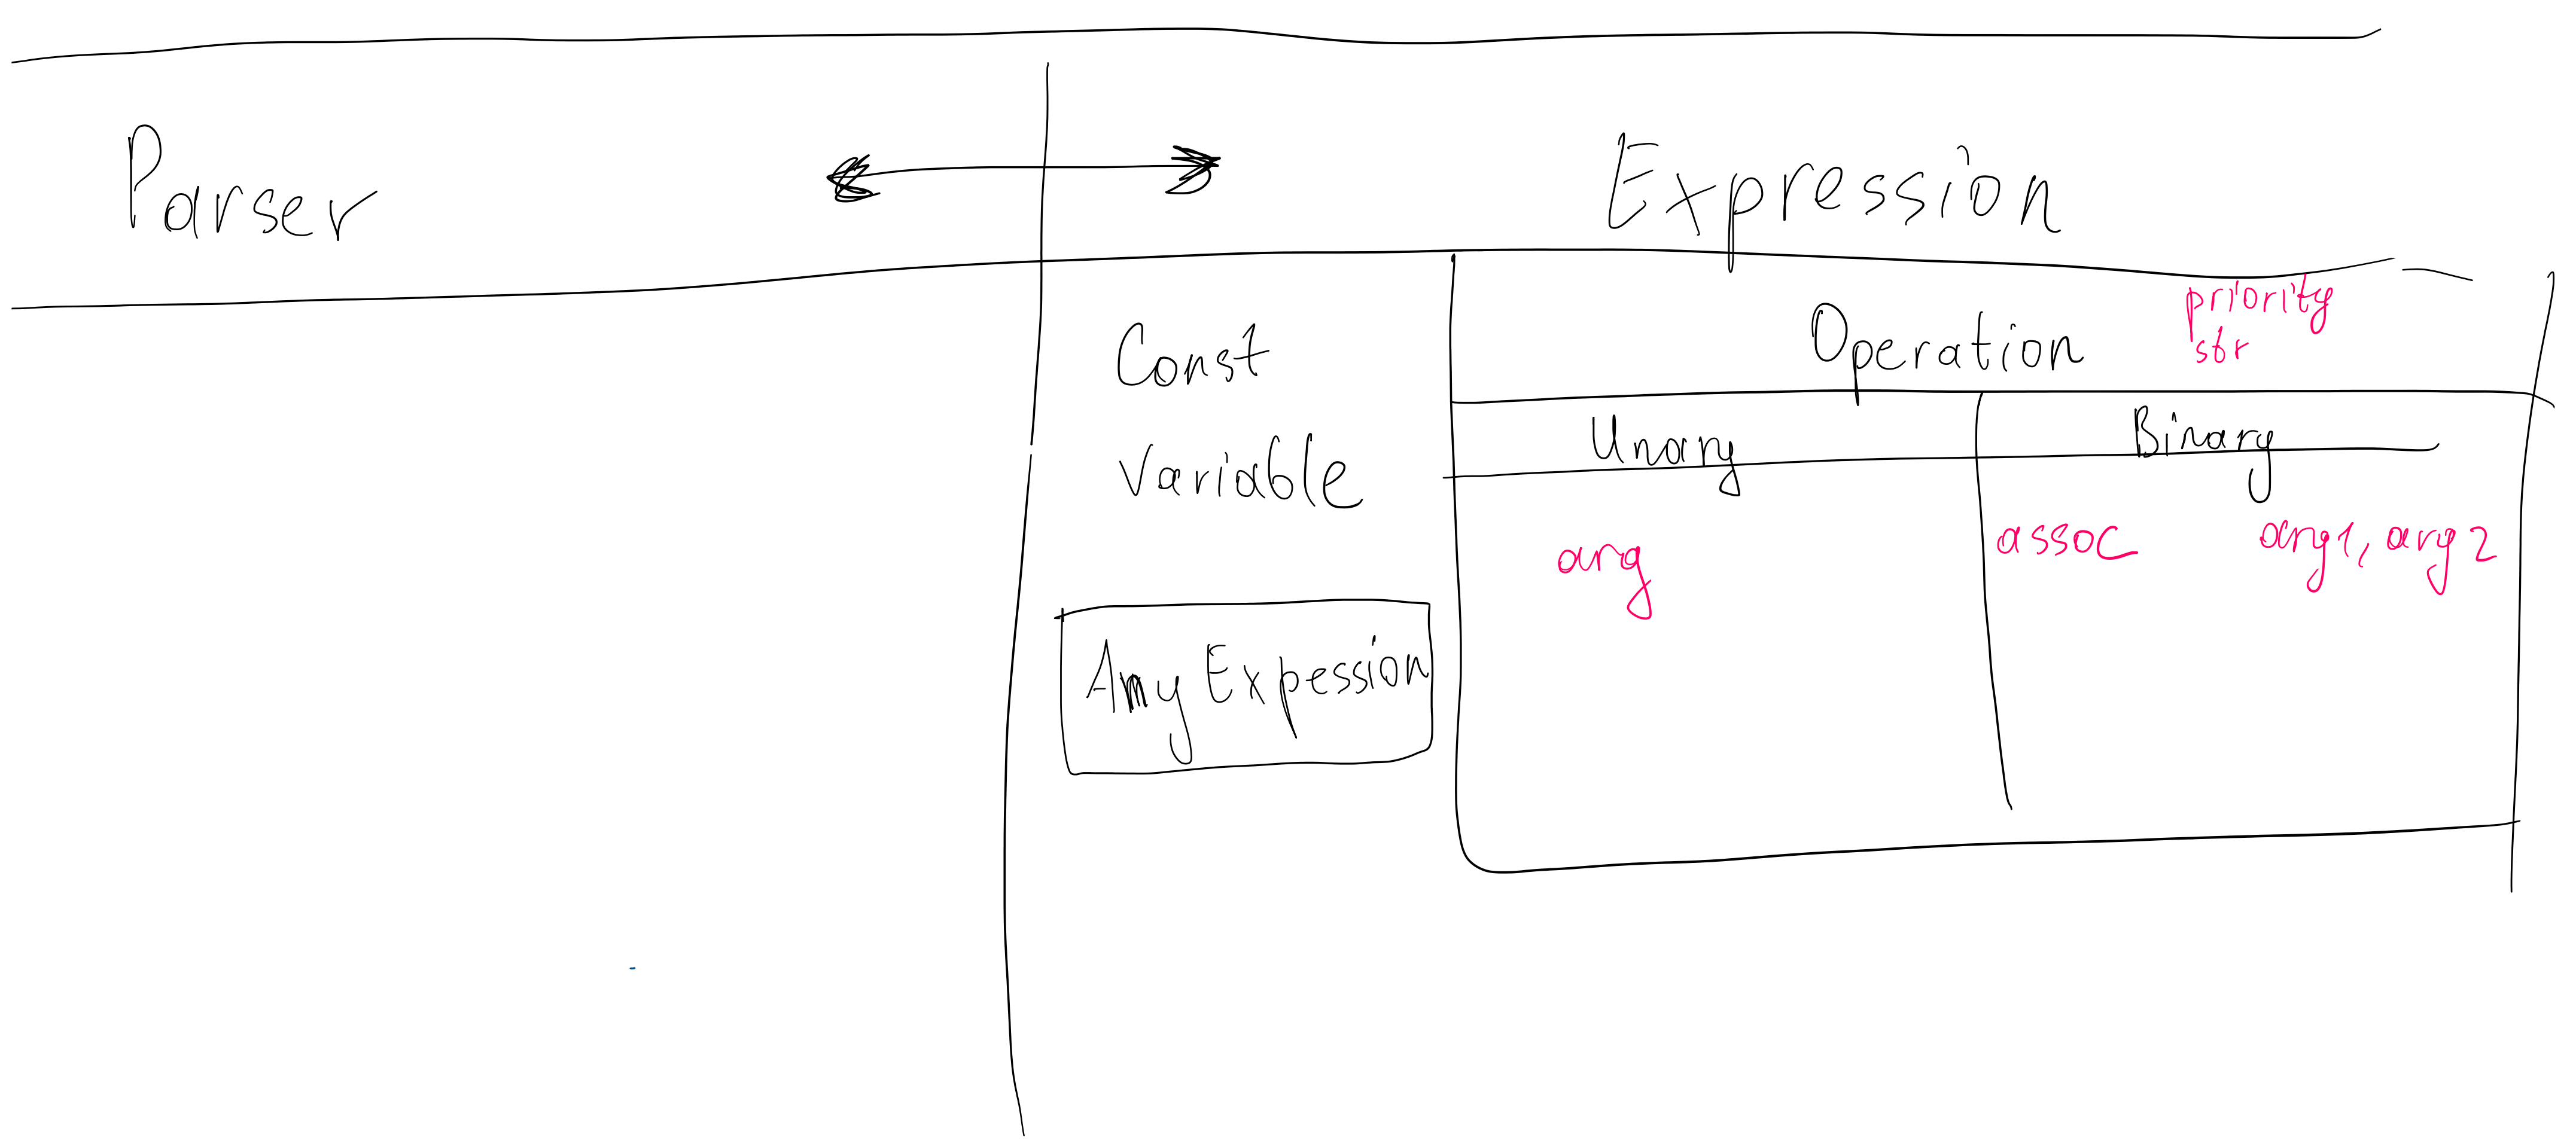 Parser
Expression
Const
Variable
Any Expession
Operation
priority
str
Unary
Binary
arg
assoc
arg1, arg2